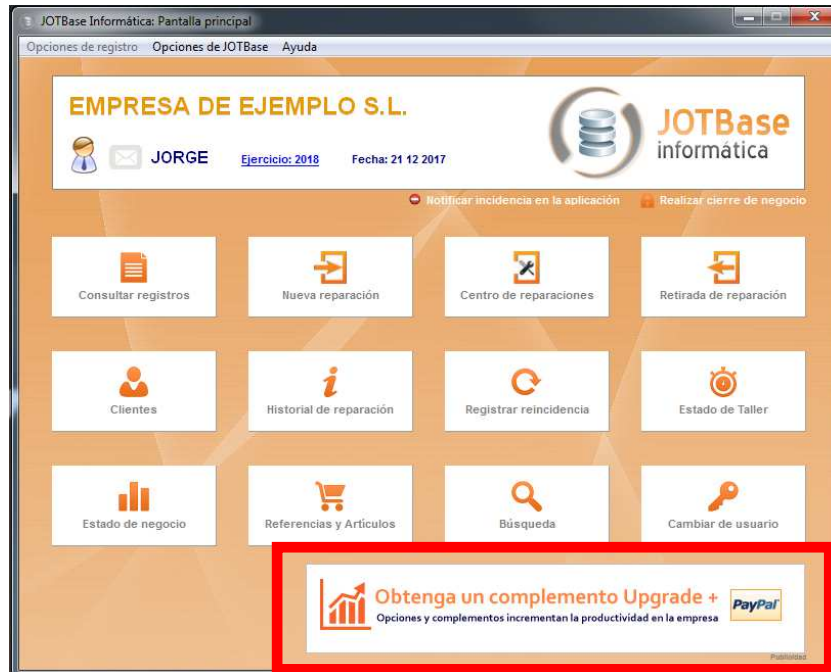 JOTBase Informática: Pantalla principal
Opciones de registro Opciones de JOTBase Ayuda
EMPRESA DE EJEMPLO S.L.
JORGE Ejercicio: 2018 Fecha: 21 12 2017
JOTBase
informática
Notificar incidencia en la aplicación Realizar cierre de negocio
Consultar registros Nueva reparación Centro de reparaciones Retirada de reparación
Clientes Historial de reparación Registrar reincidencia Estado de Taller
Estado de negocio Referencias y Artículos Búsqueda Cambiar de usuario
Obtenga un complemento Upgrade +
Opciones y complementos incrementan la productividad en la empresa
PayPal
Publicidad